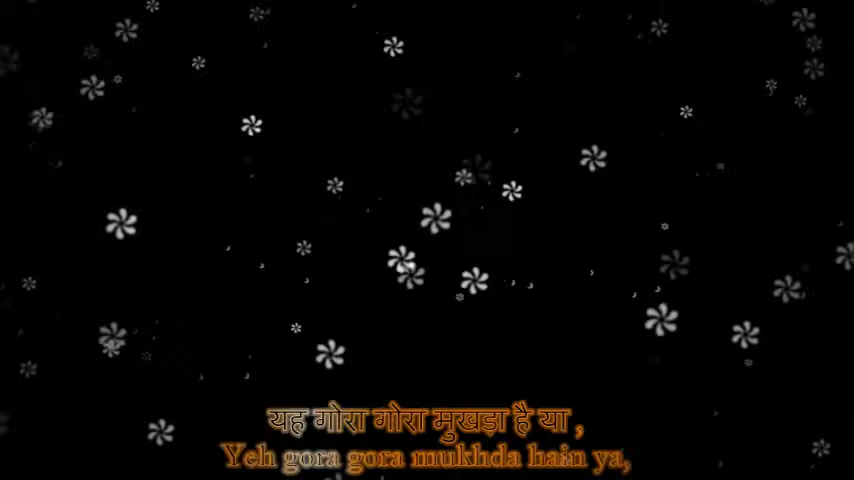 यह गोरा गोरा मुखड़ा है या ,
Yeh gora gora mukhda hain ya,